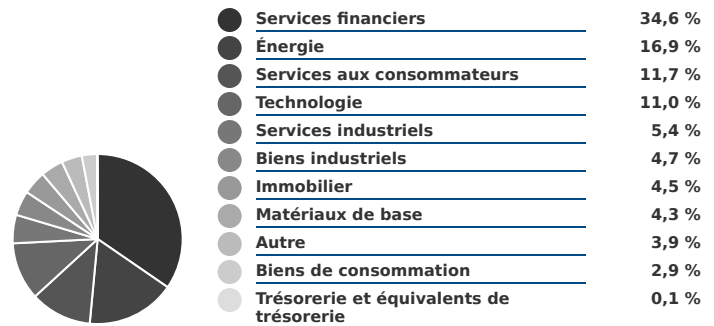 Services financiers 34,6 %
Énergie 16,9 %
Services aux consommateurs 11,7 %
Technologie 11,0 %
Services industriels 5,4 %
Biens industriels 4,7 %
Immobilier 4,5 %
Matériaux de base 4,3 %
Autre 3,9 %
Biens de consommation 2,9 %
Trésorerie et équivalents de 0,1 %
trésorerie